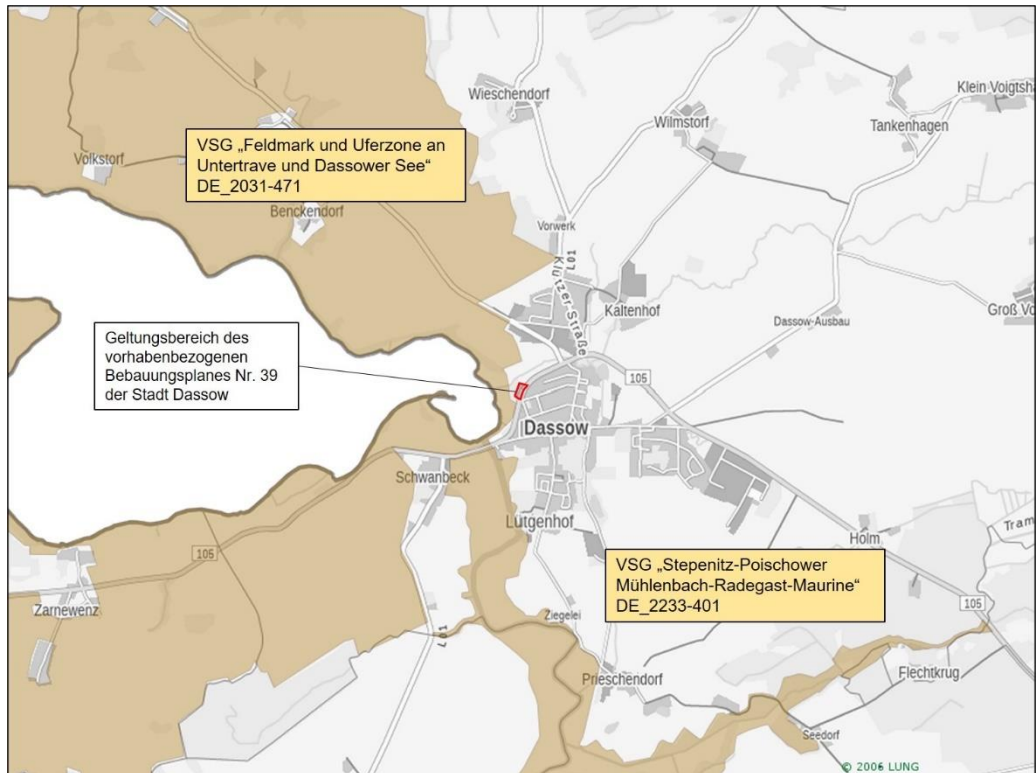 Wieschendorf
Klein Voigtsha
Wilmstorf
Tankenhagen
VSG „Feldmark und Uferzone an
Untertrave und Dassower See“
DE_2031-471
Volkstorf
Benckendorf
Vorwerk
L01
Klützer Straße
Kaltenhof
Groß Vo
Dassow-Ausbau
Geltungsbereich des
vorhabenbezogenen
Bebauungsplanes Nr. 39
der Stadt Dassow
105
Dassow
Schwanbeck
Lütgenhof
Tram
Holm
105
VSG „Stepenitz-Poischower
Mühlenbach-Radegast-Maurine“
DE_2233-401
Zarnewenz
105
L01
Ziegelei
Flechtkrug
Prieschendorf
Seedorf
© 2006 LUNG